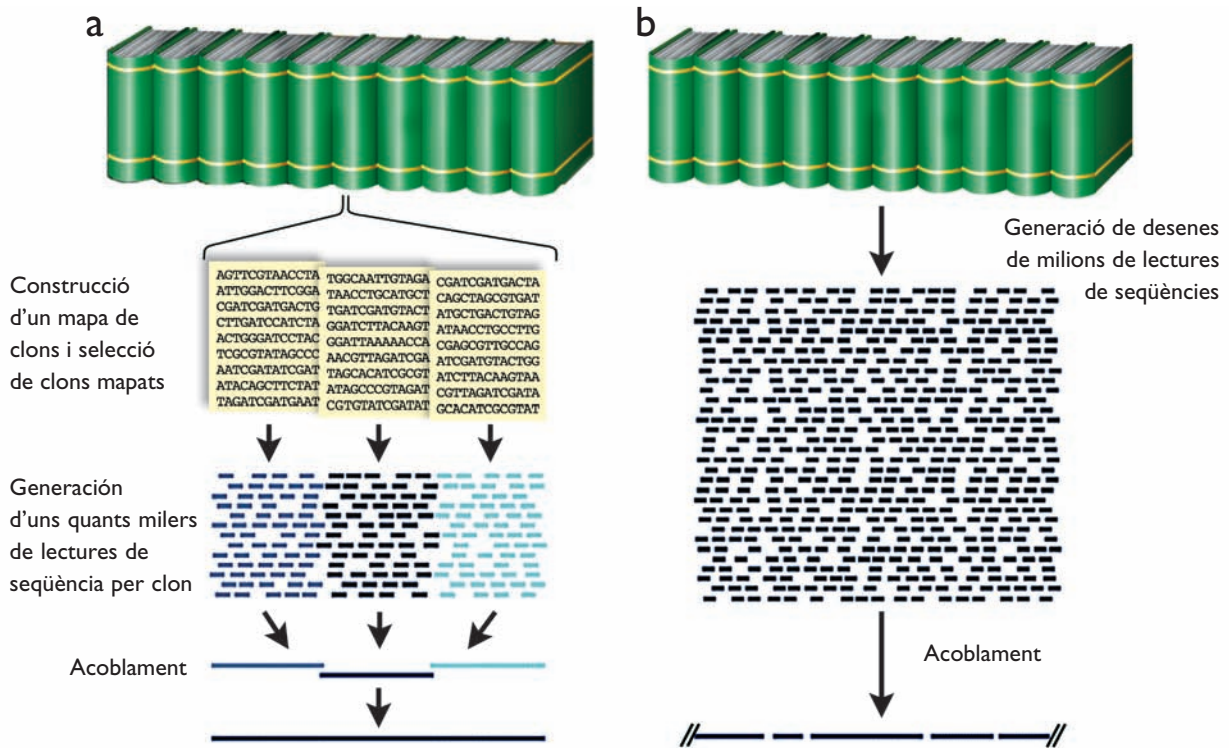 a
b
Construcció
d'un mapa de
clons i selecció
de clons mapats
AGTTCGTAACCTA
ATTGGACTTCGGA
CGATCGATGACTG
CTTGATCCATCTA
ACTGGGATCCTAC
TCGCGTATAGCCC
AATCGATATCGAT
ATACAGCTTCTAT
TAGATCGATGAAT
TGGCAATTGTAGA
TAACCTGCATGCT
TGATCGATGTACT
GGATCTTACAAGT
GGATTAAAAACCA
AACGTTAGATCGA
TAGCACATCGCGT
ATAGCCCGTAGAT
CGTGTATCGATAT
CGATCGATGACTA
CAGCTAGCGTGAT
ATGCTGACTGTAG
ATAACCTGCCTTG
CGAGCGTTGCCAG
ATCGATGTACTGG
ATCTTACAAGTAA
CGTTAGATCGATA
GCACATCGCGTAT
Generación
d'uns quants milers
de lectures de
seqüència per clon
Acoblament
Generació de desenes
de milions de lectures
de seqüències
Acoblament